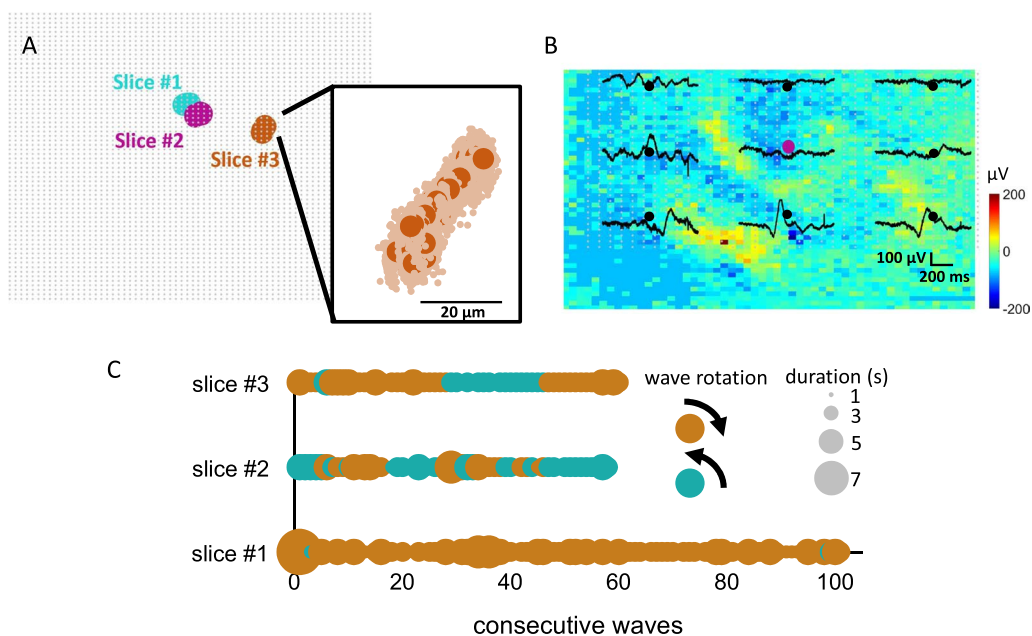 A
Slice #1
Slice #2
Slice #3
20 μm
B
μV
200
0
-200
100 μV
200 ms
C
slice #3
slice #2
slice #1
wave rotation
duration (s)
1
3
5
7
0 20 40 60 80 100
consecutive waves